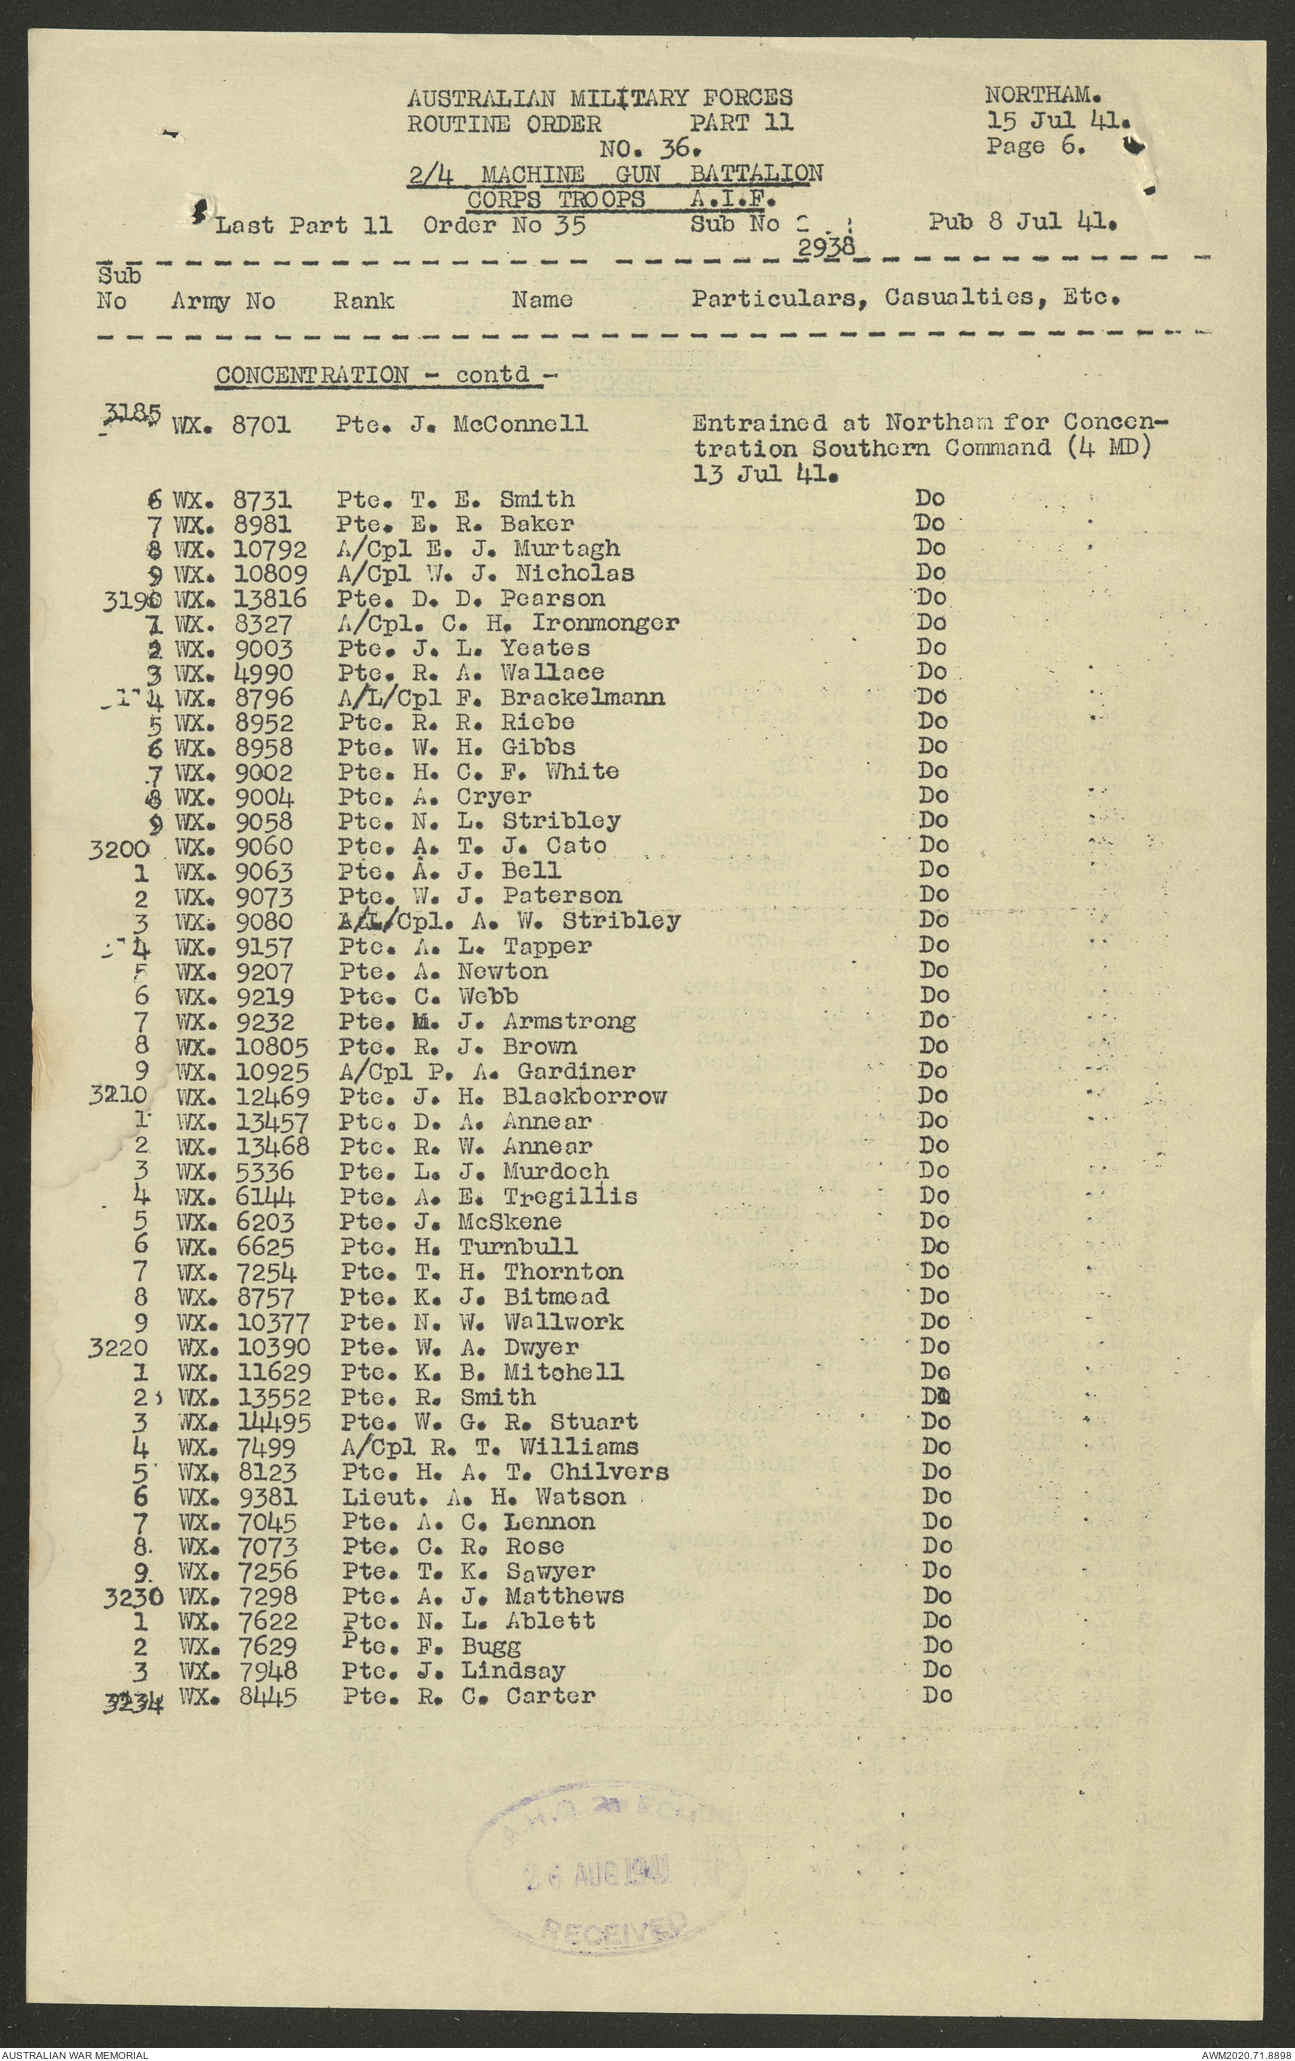 AUSTRALIAN MILITARY FORCES NORTHAM.
ROUTINE ORDER PART 11 15 Jul 41.
NO. 36. Page 6.
2/4 MACHINE GUN BATTALION
CORPS TROOPS A.I.F.
Last Part 11 Order No 35 Sub No Pub 8 Jul 41.
2938
Sub
No Army No Rank Name Particulars, Casualties, Etc.
CONCENTRATION - contd -
3185 WX. 8701 Pte. J. McConnell Entrained at Northam for Concen-
tration Southern Command (4 MD)
13 Jul 41.
6 WX. 8731 Pte. T. E. Smith Do
7 WX. 8981 Pte. E. R. Baker Do
8 WX. 10792 A/Cpl E. J. Murtagh Do
9 WX. 10809 A/Cpl W. J. Nicholas Do
3190 WX. 13816 Pte. D. D. Pearson Do
1 WX. 8327 A/Cpl. C. H. Ironmonger Do
2 WX. 9003 Pte. J. L. Yeates Do
3 WX. 4990 Pte. R. A. Wallace Do
4 WX. 8796 A/L/Cpl F. Brackelmann Do
5 WX. 8952 Pte. R. R. Riebe Do
6 WX. 8958 Pte. W. H. Gibbs Do
7 WX. 9002 Pte. H. C. F. White Do
8 WX. 9004 Pte. A. Cryer Do
9 WX. 9058 Pte. N. L. Stribley Do
3200 WX. 9060 Pte. A. T. J. Cato Do
1 WX. 9063 Pte. A. J. Bell Do
2 WX. 9073 Pte. W. J. Paterson Do
3 WX. 9080 A/L/Cpl. A. W. Stribley Do
4 WX. 9157 Pte. A. L. Tapper Do
5 WX. 9207 Pte. A. Newton Do
6 WX. 9219 Pte. C. Webb Do
7 WX. 9232 Pte. M. J. Armstrong Do
8 WX. 10805 Pte. R. J. Brown Do
9 WX. 10925 A/Cpl P. A. Gardiner Do
3210 WX. 12469 Pte. J. H. Blackborrow Do
1 WX. 13457 Pte. D. A. Annear Do
2 WX. 13468 Pte. R. W. Annear Do
3 WX. 5336 Pte. L. J. Murdoch Do
4 WX. 6144 Pte. A. E. Tregillis Do
5 WX. 6203 Pte. J. McSkene Do
6 WX. 6625 Pte. H. Turnbull Do
7 WX. 7254 Pte. T. H. Thornton Do
8 WX. 8757 Pte. K. J. Bitmead Do
9 WX. 10377 Pte. N. W. Wallwork Do
3220 WX. 10390 Pte. W. A. Dwyer Do
1 WX. 11629 Pte. K. B. Mitchell Do
2 WX. 13552 Pte. R. Smith Do
3 WX. 14495 Pte. W. G. R. Stuart Do
4 WX. 7499 A/Cpl R. T. Williams Do
5 WX. 8123 Pte. H. A. T. Chilvers Do
6 WX. 9381 Lieut. A. H. Watson Do
7 WX. 7045 Pte. A. C. Lennon Do
8. WX. 7073 Pte. C. R. Rose Do
9. WX. 7256 Pte. T. K. Sawyer Do
3230 WX. 7298 Pte. A. J. Matthews Do
1 WX. 7622 Pte. N. L. Ablett Do
2 WX. 7629 Pte. F. Bugg Do
3 WX. 7948 Pte. J. Lindsay Do
3234 WX. 8445 Pte. R. C. Carter Do
26 AUG 1941
RECEIVED
AUSTRALIAN WAR MEMORIAL AWM2020.71.8898